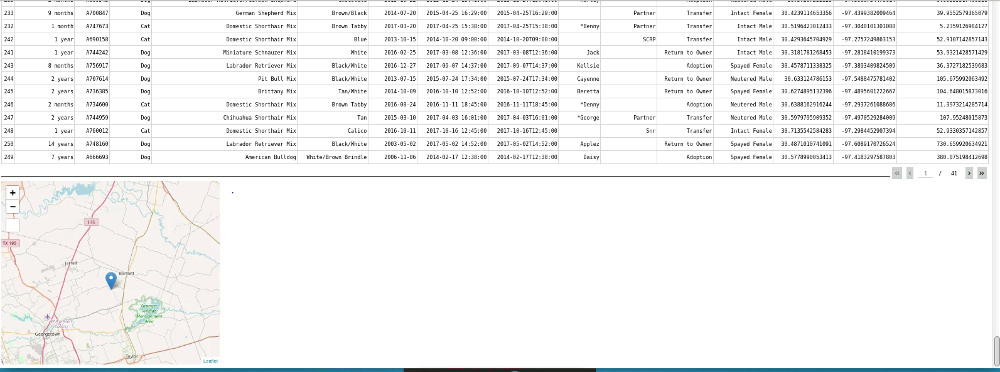 233 9 months A700847 Dog German Shepherd Mix Brown/Black 2014-07-20 2015-04-25 16:29:00 2015-04-25T16:29:00 Partner Transfer Intact Female 30.4239114653356 -97.4399382009464 39.9552579365079
232 1 month A747673 Cat Domestic Shorthair Mix Brown Tabby 2017-03-20 2017-04-25 15:38:00 2017-04-25T15:38:00 *Benny Partner Transfer Intact Male 30.5196423012433 -97.3040101301088 5.2359126984127
242 1 year A690158 Cat Domestic Shorthair Mix Blue 2013-10-15 2014-10-20 09:00:00 2014-10-20T09:00:00 SCRP Transfer Intact Male 30.4293645704929 -97.2757249863153 52.9107142857143
241 1 year A744242 Dog Miniature Schnauzer Mix White 2016-02-25 2017-03-08 12:36:00 2017-03-08T12:36:00 Jack Return to Owner Intact Male 30.3181781268453 -97.2818410199373 53.9321428571429
243 8 months A756917 Dog Labrador Retriever Mix Black/White 2016-12-27 2017-09-07 14:37:00 2017-09-07T14:37:00 Kellsie Adoption Spayed Female 30.4578711338325 -97.3893409824509 36.3727182539683
244 2 years A707614 Dog Pit Bull Mix Black/White 2013-07-15 2015-07-24 17:34:00 2015-07-24T17:34:00 Cayenne Return to Owner Neutered Male 30.633124786153 -97.5488475781402 105.675992063492
245 2 years A736385 Dog Brittany Mix Tan/White 2014-10-09 2016-10-10 12:52:00 2016-10-10T12:52:00 Beretta Return to Owner Spayed Female 30.6274895132396 -97.4895601222667 104.648015873016
246 2 months A734600 Cat Domestic Shorthair Mix Brown Tabby 2016-08-24 2016-11-11 18:45:00 2016-11-11T18:45:00 *Denny Adoption Neutered Male 30.6388162916244 -97.2937261088686 11.3973214285714
247 2 years A744959 Dog Chihuahua Shorthair Mix Tan 2015-03-10 2017-04-03 16:01:00 2017-04-03T16:01:00 *George Partner Transfer Neutered Male 30.5979795909352 -97.4970529284009 107.95248015873
248 1 year A760012 Cat Domestic Shorthair Mix Calico 2016-10-11 2017-10-16 12:45:00 2017-10-16T12:45:00 Snr Transfer Intact Female 30.7135542584283 -97.2984452907394 52.9330357142857
250 14 years A748160 Dog Labrador Retriever Mix Black/White 2003-05-02 2017-05-02 14:52:00 2017-05-02T14:52:00 Applez Return to Owner Spayed Female 30.4871010741091 -97.6089170726524 730.659920634921
249 7 years A666693 Dog American Bulldog White/Brown Brindle 2006-11-06 2014-02-17 12:38:00 2014-02-17T12:38:00 Daisy Adoption Spayed Female 30.5778990053413 -97.4183297587803 380.075198412698
« ‹ 1 / 41 › »
+
−
I 35
TX 195
Jarrell
Bartlett
Granger
Wildlife
Management
Area
Williamson
County
Georgetown
Taylor
Leaflet